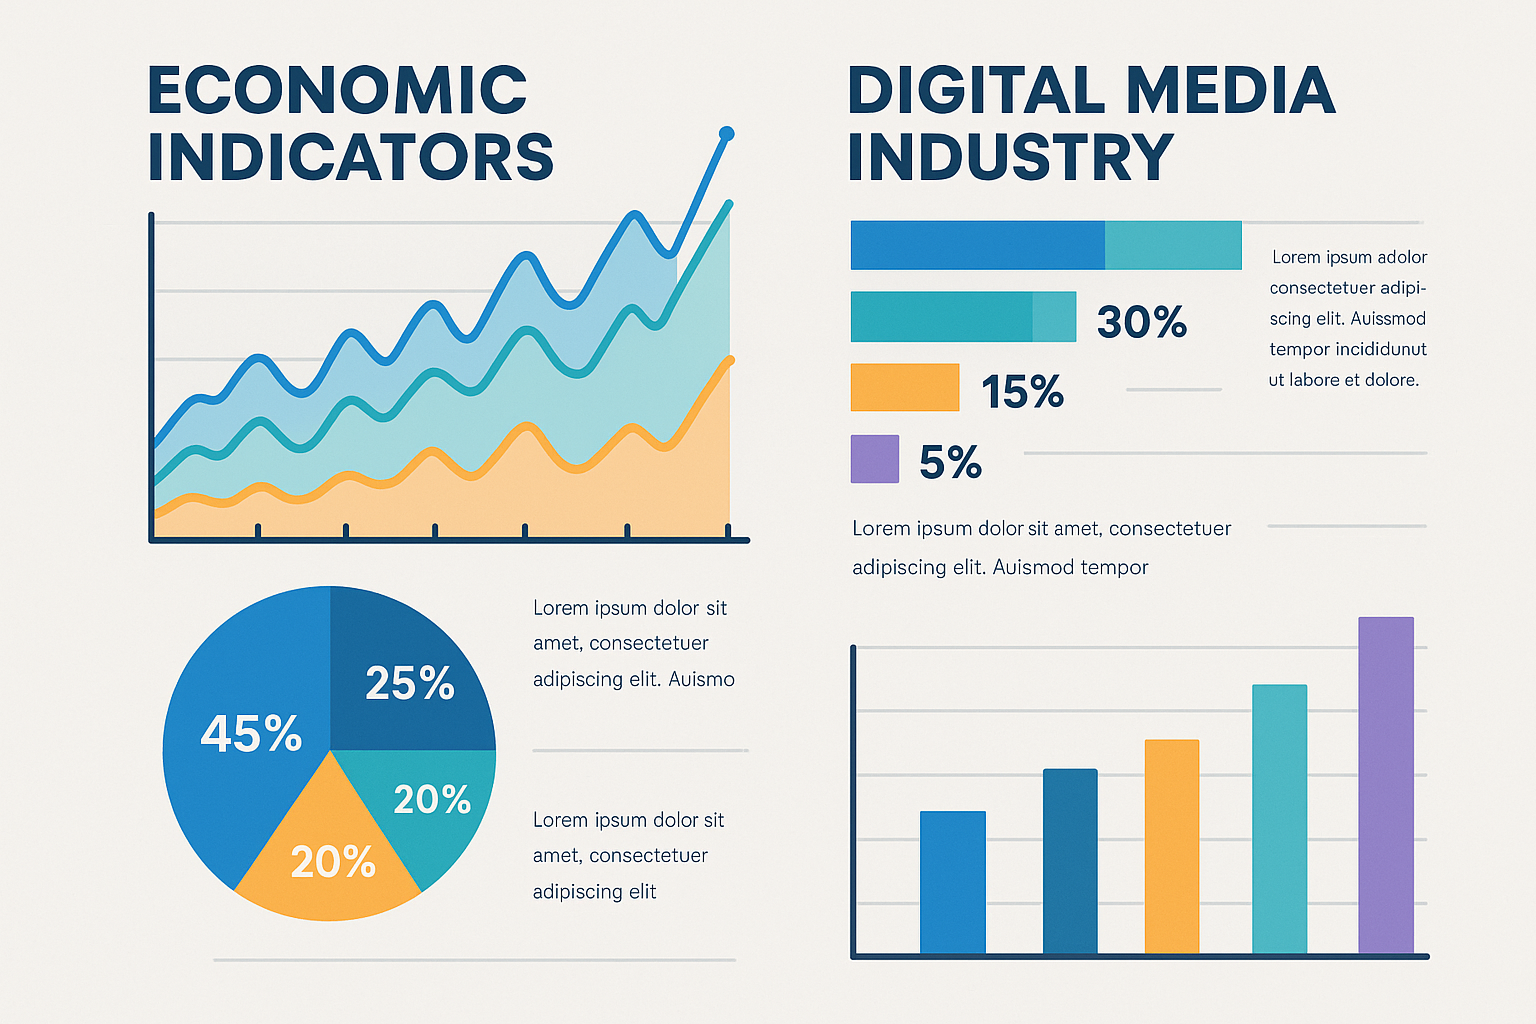 ECONOMIC
INDICATORS
45%
25%
20%
20%
Lorem ipsum dolor sit
amet, consectetuer
adipiscing elit. Auismo
Lorem ipsum dolor sit
amet, consectetuer
adipiscing elit
DIGITAL MEDIA
INDUSTRY
30%
15%
5%
Lorem ipsum adolor
consectetuer adipi-
scing elit. Auissmod
tempor incididunut
ut labore et dolore.
Lorem ipsum dolor sit amet, consectetuer
adipiscing elit. Auismod tempor